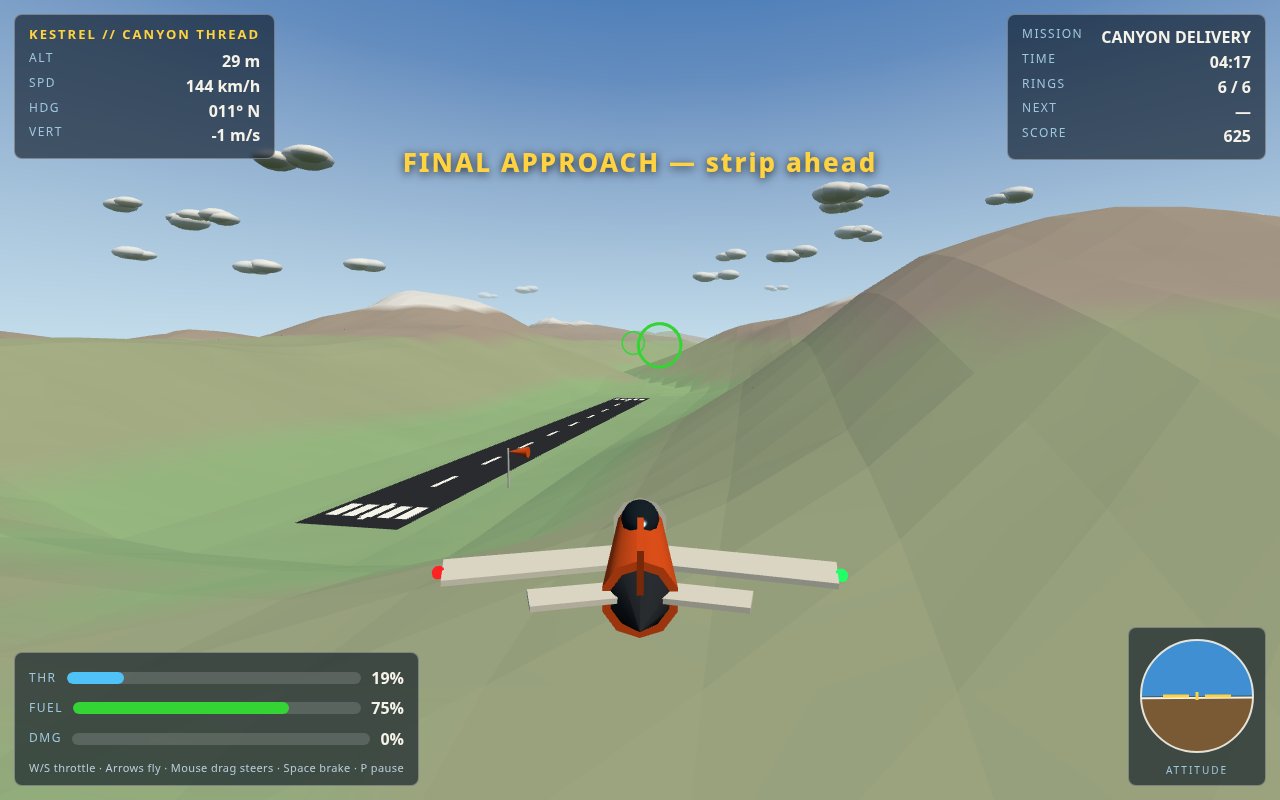 KESTREL // CANYON THREAD
ALT 29 m
SPD 144 km/h
HDG 011° N
VERT -1 m/s
MISSION CANYON DELIVERY
TIME 04:17
RINGS 6 / 6
NEXT —
SCORE 625
FINAL APPROACH — strip ahead
THR 19%
FUEL 75%
DMG 0%
W/S throttle · Arrows fly · Mouse drag steers · Space brake · P pause
ATTITUDE